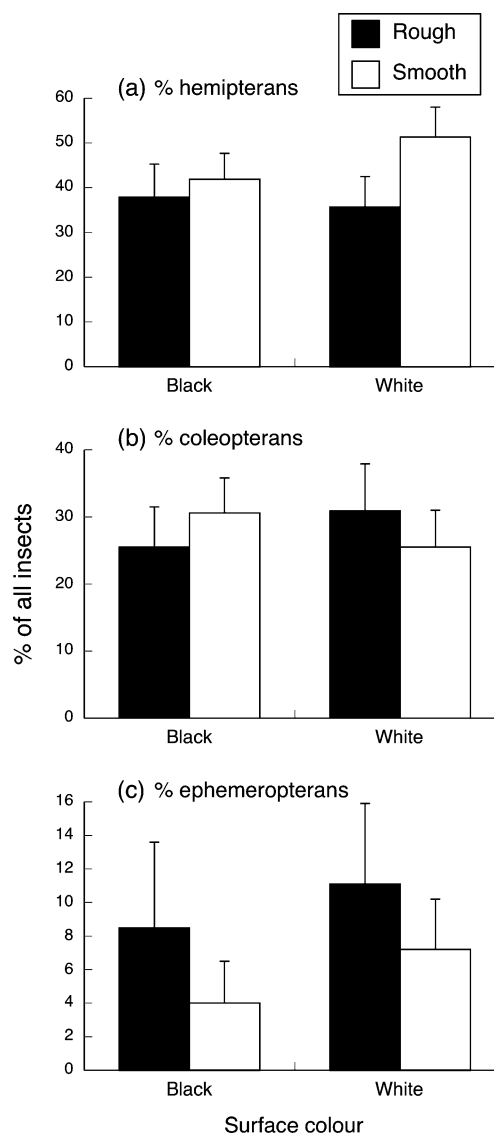 Rough
Smooth
(a) % hemipterans
60
50
40
30
20
10
0
Black White
(b) % coleopterans
40
30
20
10
0
Black White
% of all insects
(c) % ephemeropterans
16
14
12
10
8
6
4
2
0
Black White
Surface colour